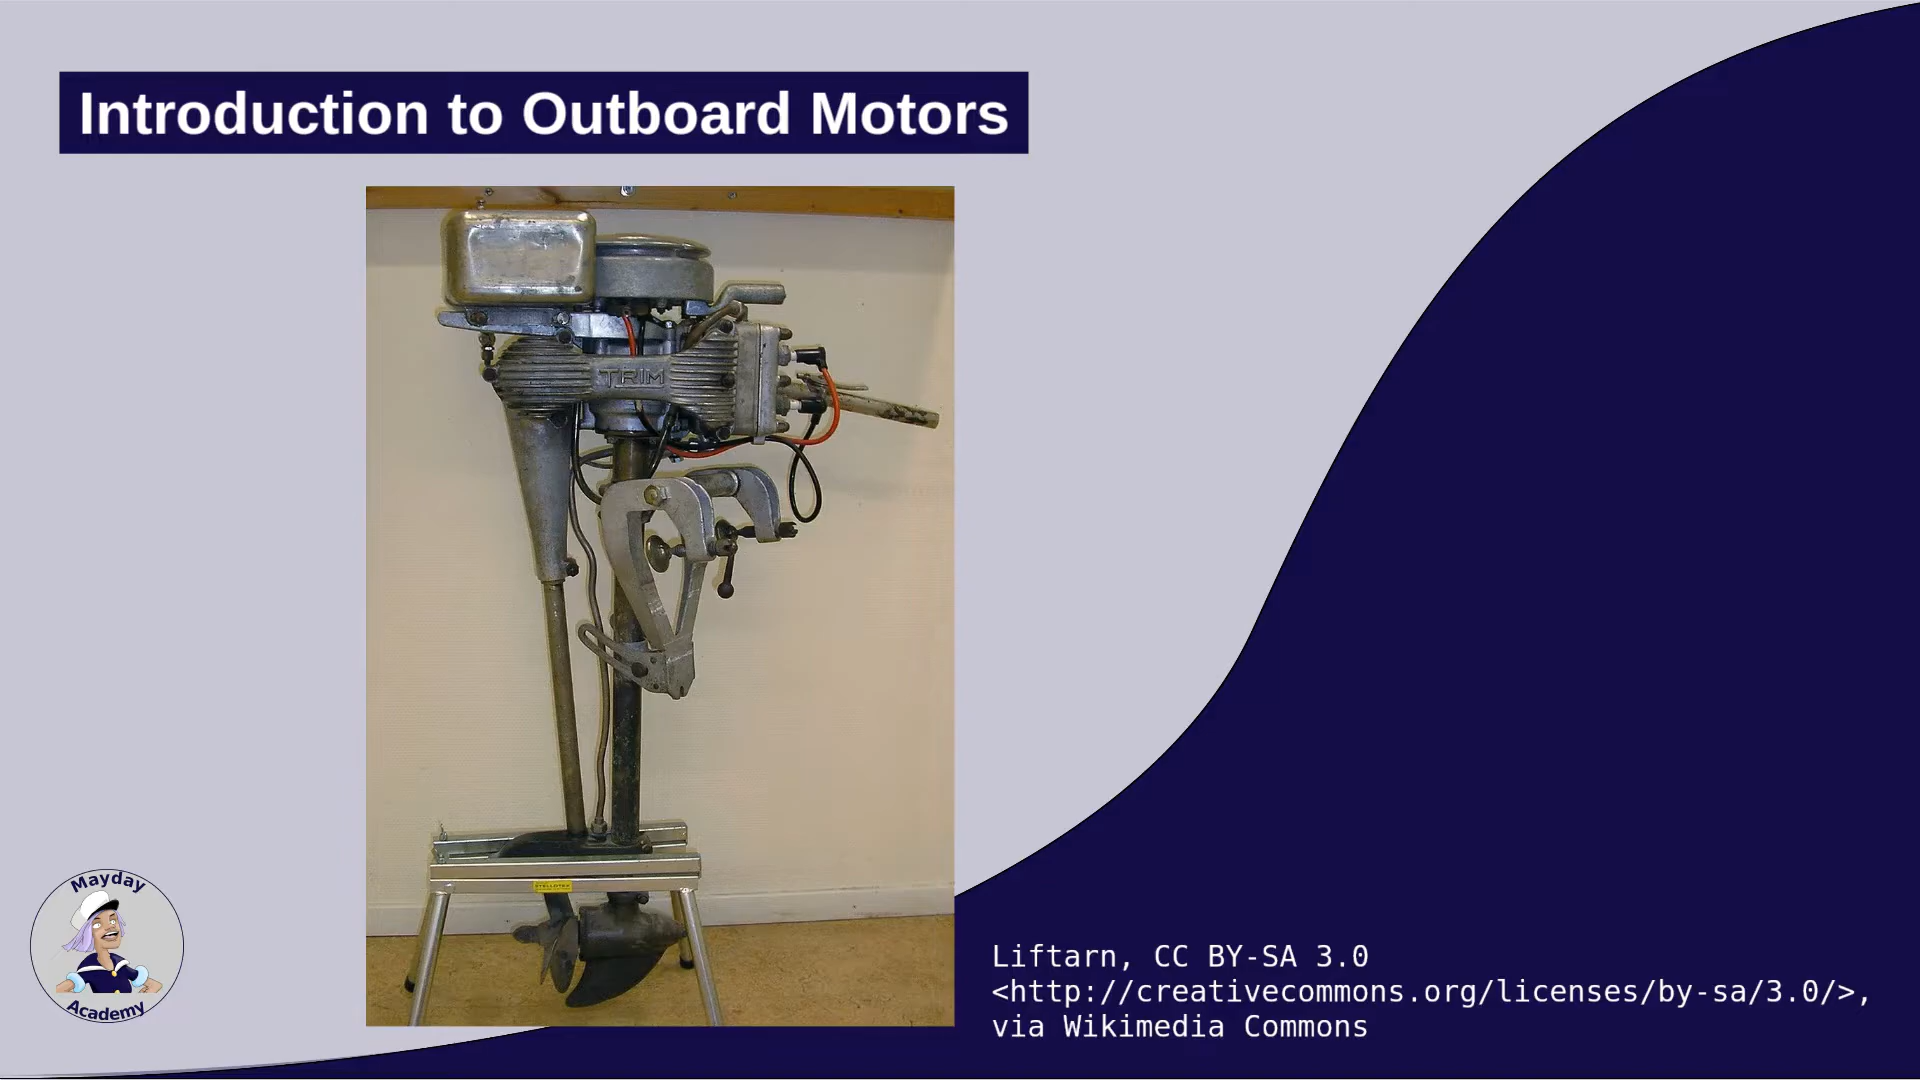 Introduction to Outboard Motors
TRIM
Mayday
Academy
Liftarn, CC BY-SA 3.0
<http://creativecommons.org/licenses/by-sa/3.0/>,
via Wikimedia Commons